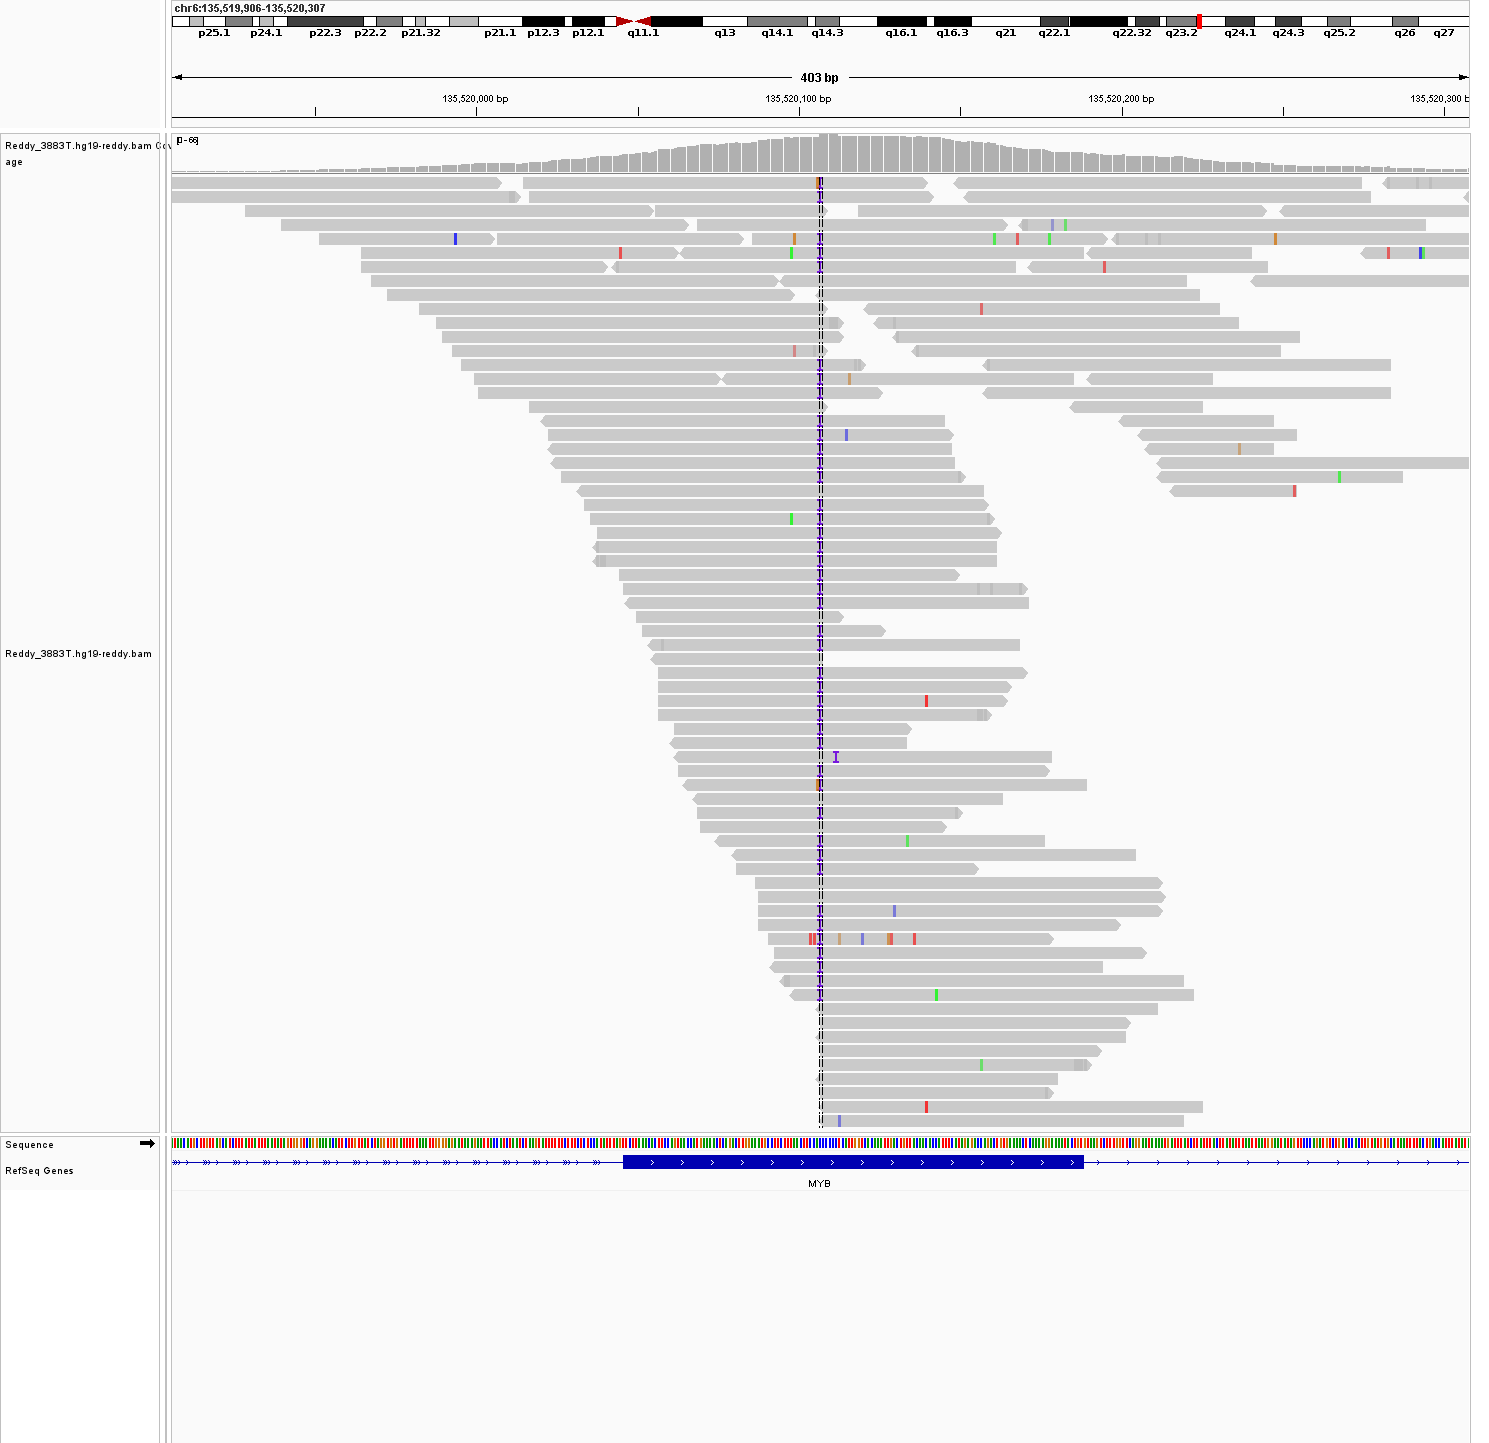 chr6:135,519,906-135,520,307
p25.1 p24.1 p22.3 p22.2 p21.32 p21.1 p12.3 p12.1 q11.1 q13 q14.1 q14.3 q16.1 q16.3 q21 q22.1 q22.32 q23.2 q24.1 q24.3 q25.2 q26 q27
403 bp
135,520,000 bp 135,520,100 bp 135,520,200 bp 135,520,300 b
Reddy_3883T.hg19-reddy.bam Cov
age
[0-66]
Reddy_3883T.hg19-reddy.bam
Sequence
RefSeq Genes
MYB